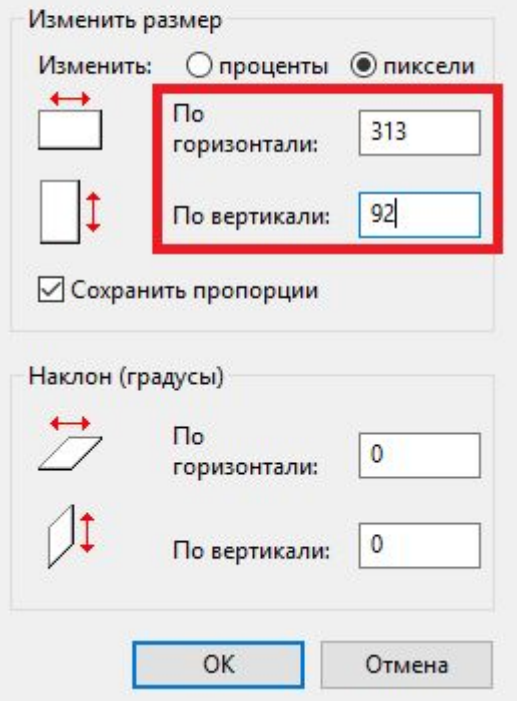 Изменить размер
Изменить: проценты пиксели
По
горизонтали: 313
По вертикали: 92
Сохранить пропорции
Наклон (градусы)
По
горизонтали: 0
По вертикали: 0
ОК Отмена